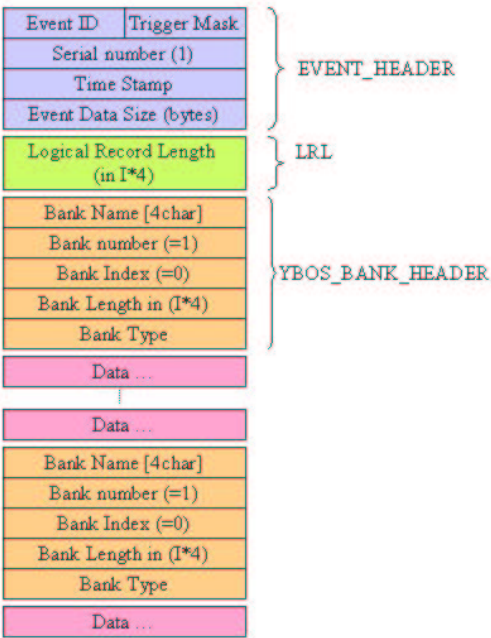 Event ID Trigger Mask
Serial number (1)
Time Stamp
Event Data Size (bytes)
EVENT_HEADER
Logical Record Length
(in I*4)
LRL
Bank Name [4char]
Bank number (=1)
Bank Index (=0)
Bank Length in (I*4)
Bank Type
YBOS_BANK_HEADER
Data ...
Data ...
Bank Name [4char]
Bank number (=1)
Bank Index (=0)
Bank Length in (I*4)
Bank Type
Data ...